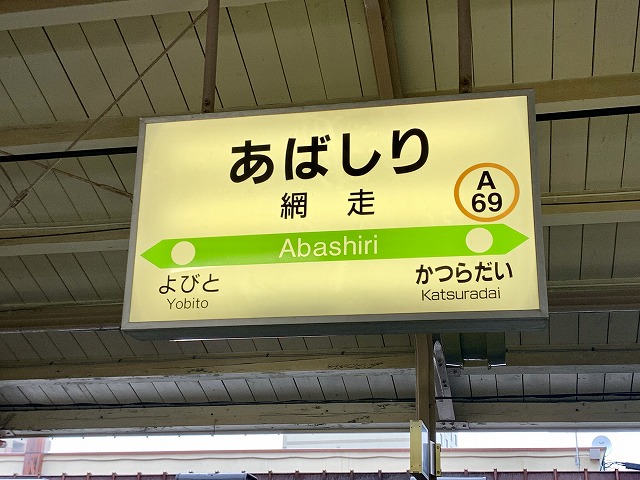 あばしり
網走
A
69
Abashiri
よびと
Yobito
かつらだい
Katsuradai